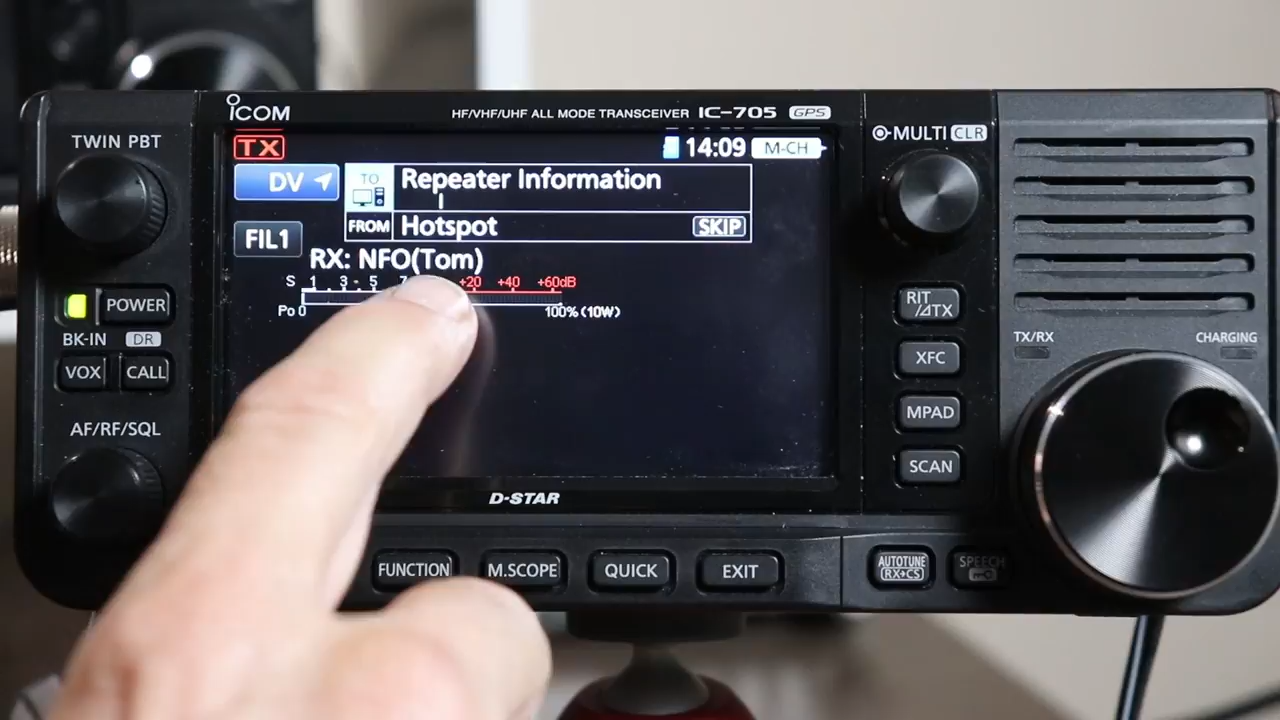 ICOM HF/VHF/UHF ALL MODE TRANSCEIVER IC-705 GPS
TWIN PBT
TX 14:09 M-CH
MULTI CLR
DV TO Repeater Information
I
FIL1 FROM Hotspot SKIP
RX: NFO(Tom)
S 1 . 3 - 5 7 +20 +40 +60dB
Po 0 100% (10W)
POWER
BK-IN DR
VOX CALL
AF/RF/SQL
RIT/⊿TX
XFC
MPAD
SCAN
TX/RX CHARGING
D-STAR
FUNCTION M.SCOPE QUICK EXIT
AUTOTUNE SPEECH
RX→CS